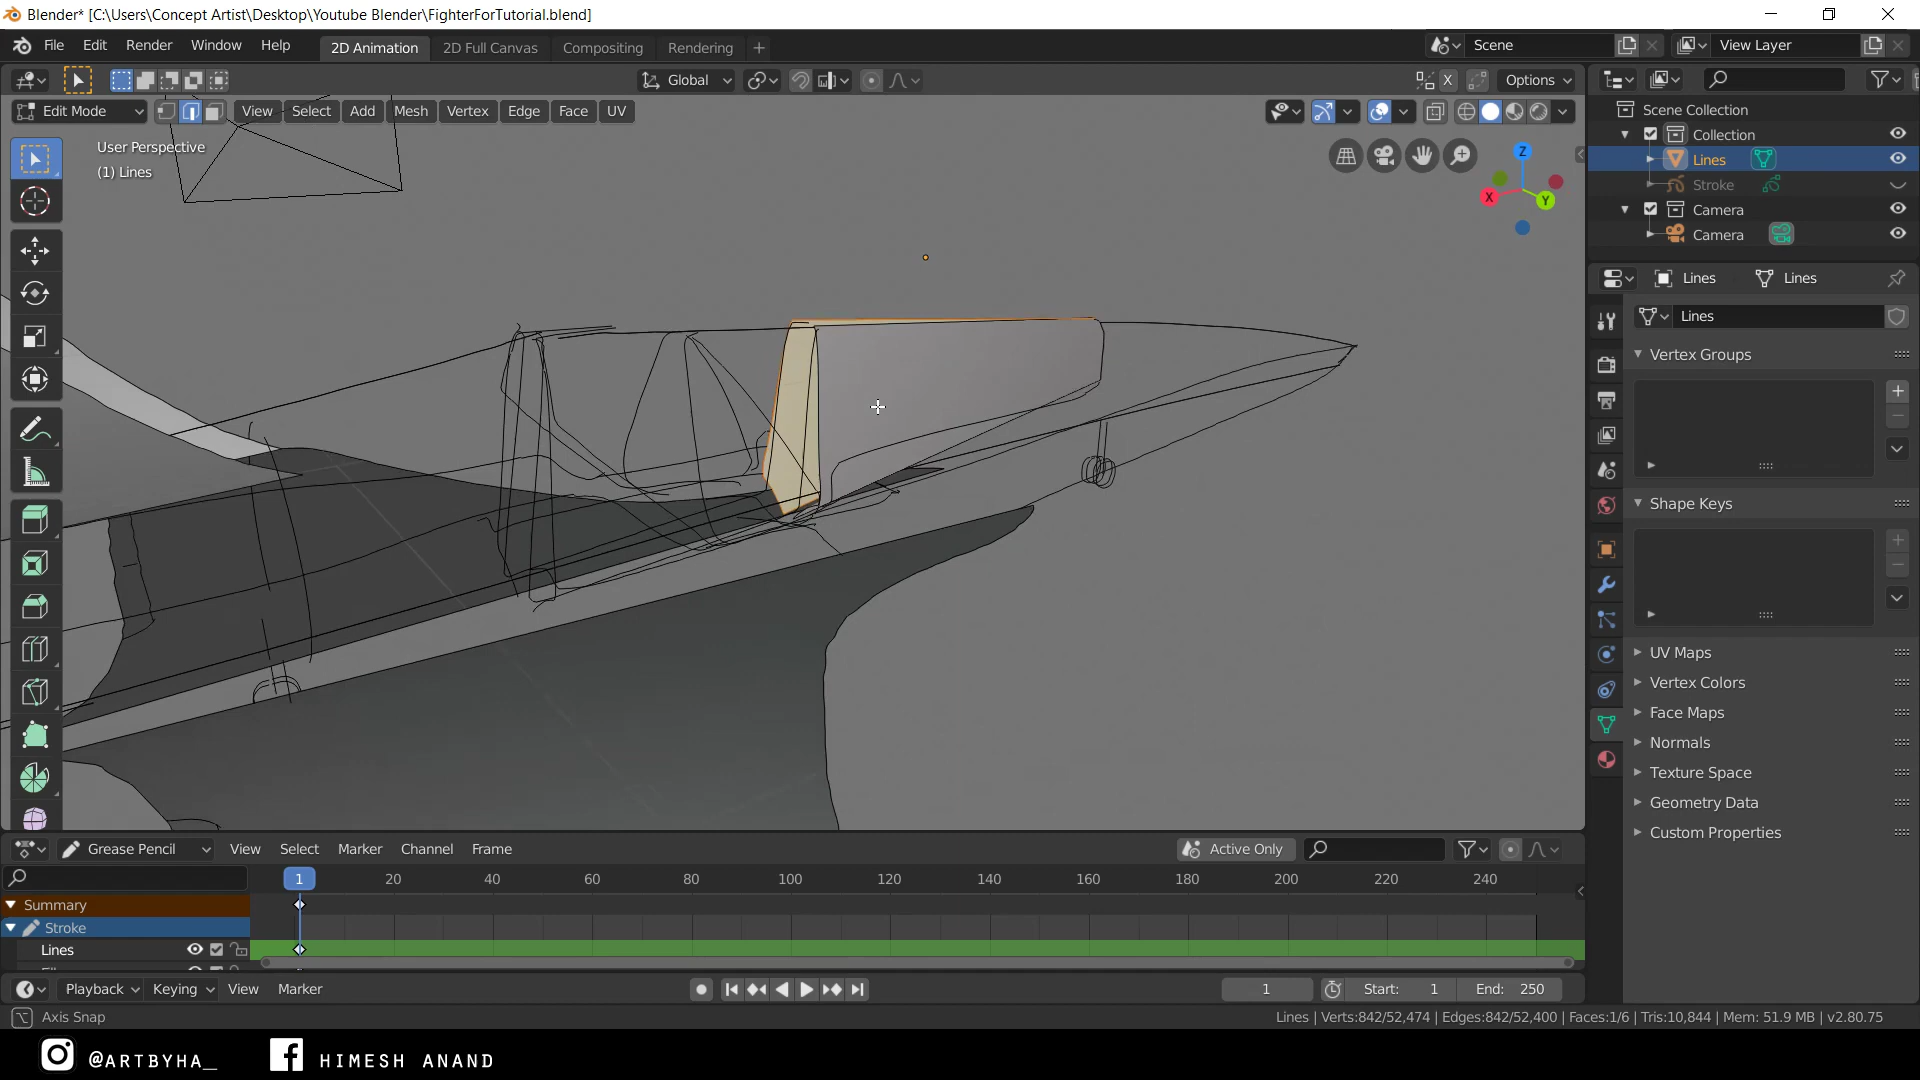 Blender* [C:\Users\Concept Artist\Desktop\Youtube Blender\FighterForTutorial.blend]
File Edit Render Window Help 2D Animation 2D Full Canvas Compositing Rendering + Scene View Layer
Global X Options
Edit Mode View Select Add Mesh Vertex Edge Face UV
Scene Collection
Collection
Lines
Stroke
Camera
Camera
User Perspective
(1) Lines
Z
X
Y
Lines Lines
Lines
Vertex Groups
Shape Keys
UV Maps
Vertex Colors
Face Maps
Normals
Texture Space
Geometry Data
Custom Properties
Grease Pencil View Select Marker Channel Frame Active Only
1 20 40 60 80 100 120 140 160 180 200 220 240
Summary
Stroke
Lines
Playback Keying View Marker 1 Start: 1 End: 250
Axis Snap Lines | Verts:842/52,474 | Edges:842/52,400 | Faces:1/6 | Tris:10,844 | Mem: 51.9 MB | v2.80.75
@ARTBYHA_ HIMESH ANAND